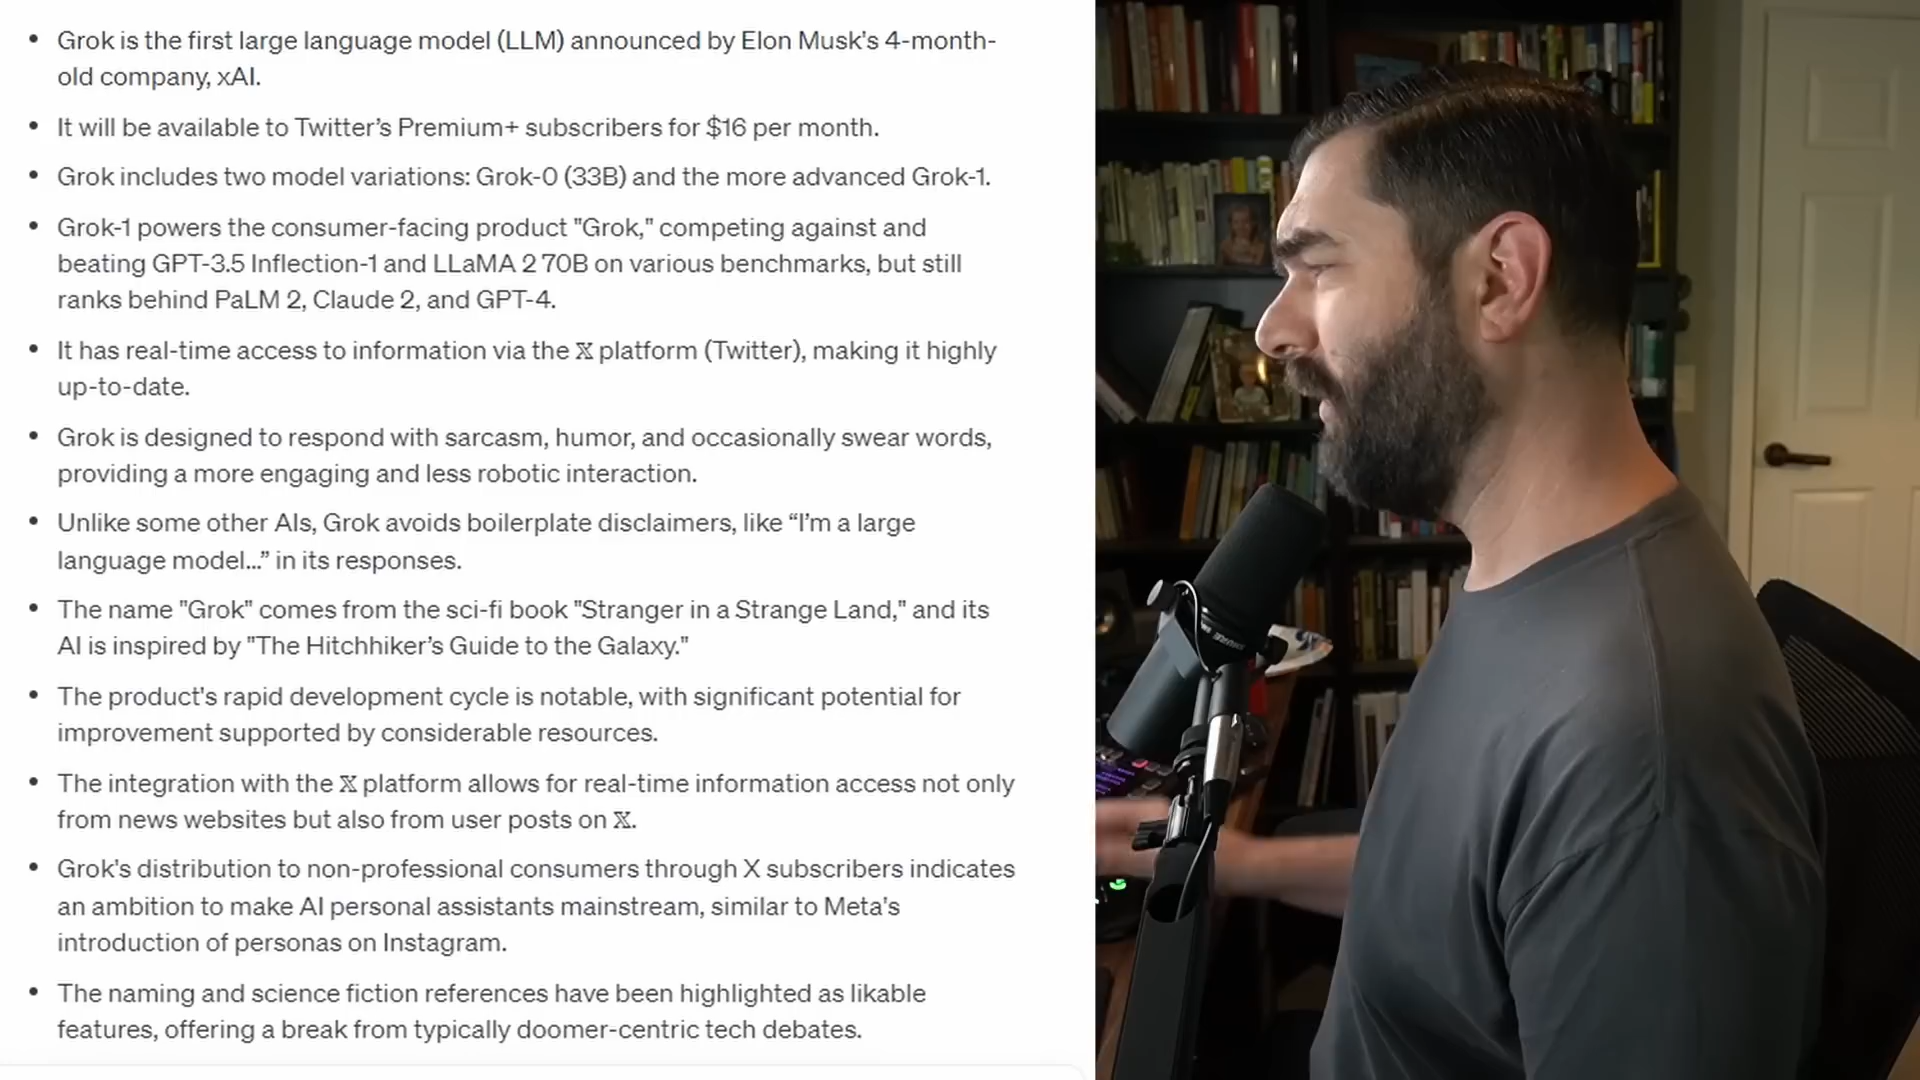 • Grok is the first large language model (LLM) announced by Elon Musk's 4-month-
old company, xAI.
• It will be available to Twitter’s Premium+ subscribers for $16 per month.
• Grok includes two model variations: Grok-0 (33B) and the more advanced Grok-1.
• Grok-1 powers the consumer-facing product "Grok," competing against and
beating GPT-3.5 Inflection-1 and LLaMA 2 70B on various benchmarks, but still
ranks behind PaLM 2, Claude 2, and GPT-4.
• It has real-time access to information via the 𝕏 platform (Twitter), making it highly
up-to-date.
• Grok is designed to respond with sarcasm, humor, and occasionally swear words,
providing a more engaging and less robotic interaction.
• Unlike some other AIs, Grok avoids boilerplate disclaimers, like “I’m a large
language model…” in its responses.
• The name "Grok" comes from the sci-fi book "Stranger in a Strange Land," and its
AI is inspired by "The Hitchhiker’s Guide to the Galaxy."
• The product's rapid development cycle is notable, with significant potential for
improvement supported by considerable resources.
• The integration with the 𝕏 platform allows for real-time information access not only
from news websites but also from user posts on 𝕏.
• Grok's distribution to non-professional consumers through X subscribers indicates
an ambition to make AI personal assistants mainstream, similar to Meta's
introduction of personas on Instagram.
• The naming and science fiction references have been highlighted as likable
features, offering a break from typically doomer-centric tech debates.